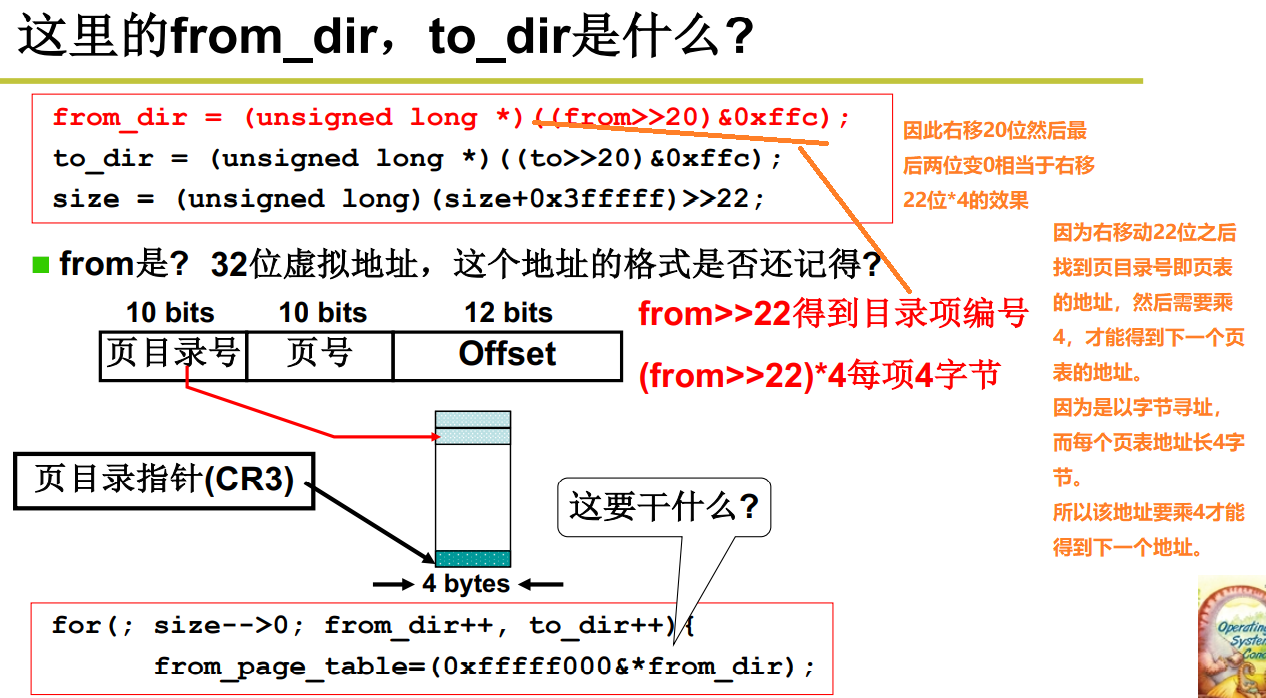 这里的from_dir，to_dir是什么?
from_dir = (unsigned long *)((from>>20)&0xffc);
to_dir = (unsigned long *)((to>>20)&0xffc);
size = (unsigned long)(size+0x3fffff)>>22;
因此右移20位然后最
后两位变0相当于右移
22位*4的效果
因为右移动22位之后
找到页目录号即页表
的地址，然后需要乘
4，才能得到下一个页
表的地址。
因为是以字节寻址，
而每个页表地址长4字
节。
所以该地址要乘4才能
得到下一个地址。
from是? 32位虚拟地址，这个地址的格式是否还记得?
10 bits 10 bits 12 bits
页目录号 页号 Offset
from>>22得到目录项编号
(from>>22)*4每项4字节
页目录指针(CR3)
这要干什么?
4 bytes
for(; size-->0; from_dir++, to_dir++){
from_page_table=(0xfffff000&*from_dir);
Operating
System